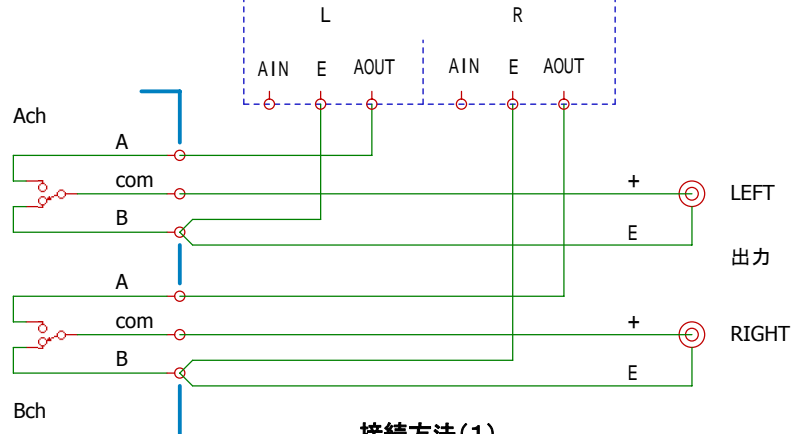 L R
AIN E AOUT AIN E AOUT
Ach
A
com + LEFT
B E
出力
A
com + RIGHT
B E
Bch
接続方法(1)